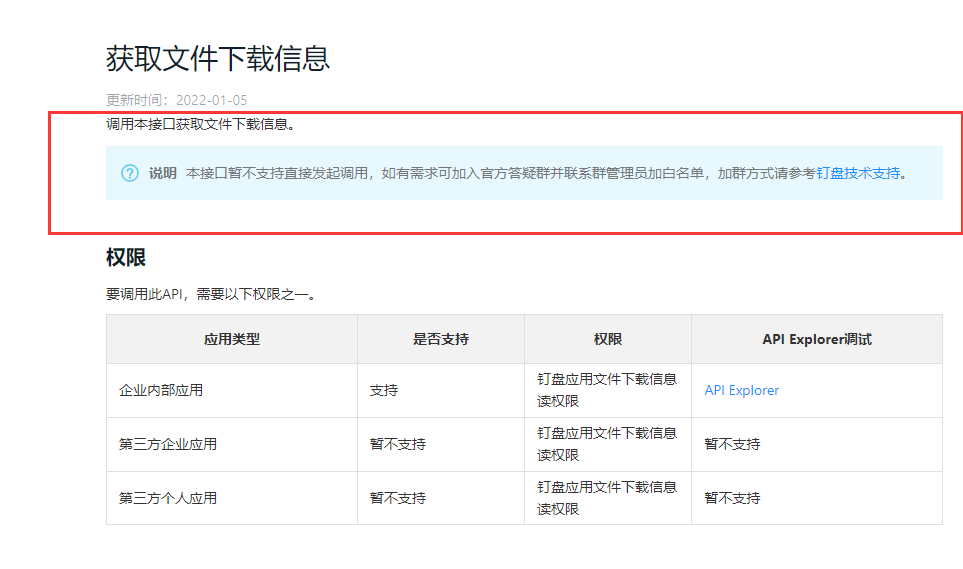 获取文件下载信息
更新时间：2022-01-05
调用本接口获取文件下载信息。
说明 本接口暂不支持直接发起调用，如有需求可加入官方答疑群并联系群管理员加白名单，加群方式请参考钉盘技术支持。
权限
要调用此API，需要以下权限之一。
应用类型 是否支持 权限 API Explorer调试
企业内部应用 支持 钉盘应用文件下载信息
读权限 API Explorer
第三方企业应用 暂不支持 钉盘应用文件下载信息
读权限 暂不支持
第三方个人应用 暂不支持 钉盘应用文件下载信息
读权限 暂不支持